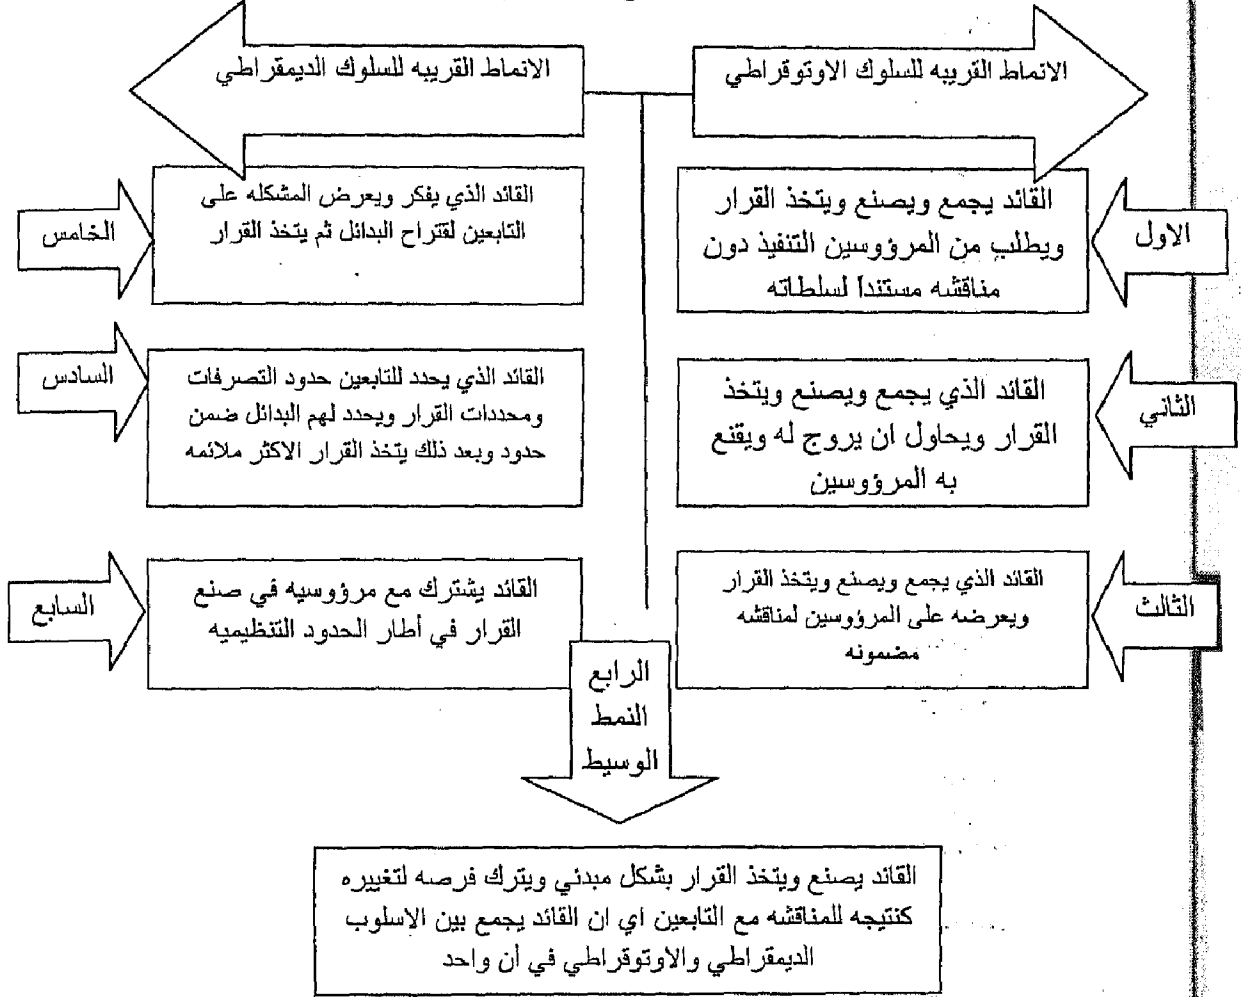 الانماط القريبه للسلوك الاوتوقراطي
الانماط القريبه للسلوك الديمقراطي
الاول
القائد يجمع ويصنع ويتخذ القرار
ويطلب من المرؤوسين التنفيذ دون
مناقشه مستنداً لسلطاته
الثاني
القائد الذي يجمع ويصنع ويتخذ
القرار ويحاول ان يروج له ويقنع
به المرؤوسين
الثالث
القائد الذي يجمع ويصنع ويتخذ القرار
ويعرضه على المرؤوسين لمناقشه
مضمونه
الرابع
النمط
الوسيط
القائد يصنع ويتخذ القرار بشكل مبدئي ويترك فرصه لتغييره
كنتيجه للمناقشه مع التابعين اي ان القائد يجمع بين الاسلوب
الديمقراطي والاوتوقراطي في أن واحد
الخامس
القائد الذي يفكر ويعرض المشكله على
التابعين لقتراح البدائل ثم يتخذ القرار
السادس
القائد الذي يحدد للتابعين حدود التصرفات
ومحددات القرار ويحدد لهم البدائل ضمن
حدود وبعد ذلك يتخذ القرار الاكثر ملائمه
السابع
القائد يشترك مع مرؤوسيه في صنع
القرار في أطار الحدود التنظيميه